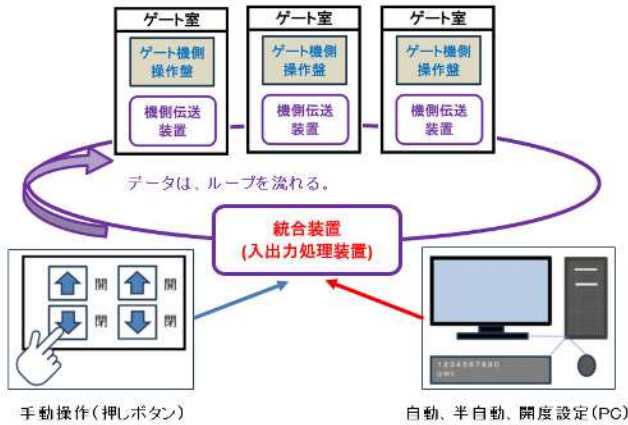 ゲート室
ゲート室
ゲート室
ゲート機側
操作盤
ゲート機側
操作盤
ゲート機側
操作盤
機側伝送
装置
機側伝送
装置
機側伝送
装置
データは、ループを流れる。
統合装置
(入出力処理装置)
開
開
閉
閉
1234567890
qwe
手動操作(押しボタン)
自動、半自動、開度設定(PC)